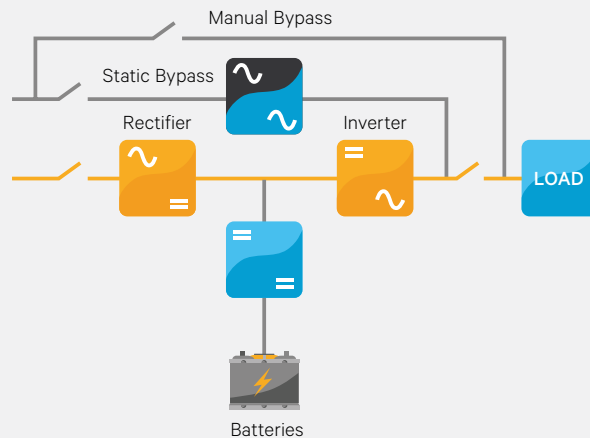 Manual Bypass
Static Bypass
Rectifier
Inverter
LOAD
Batteries